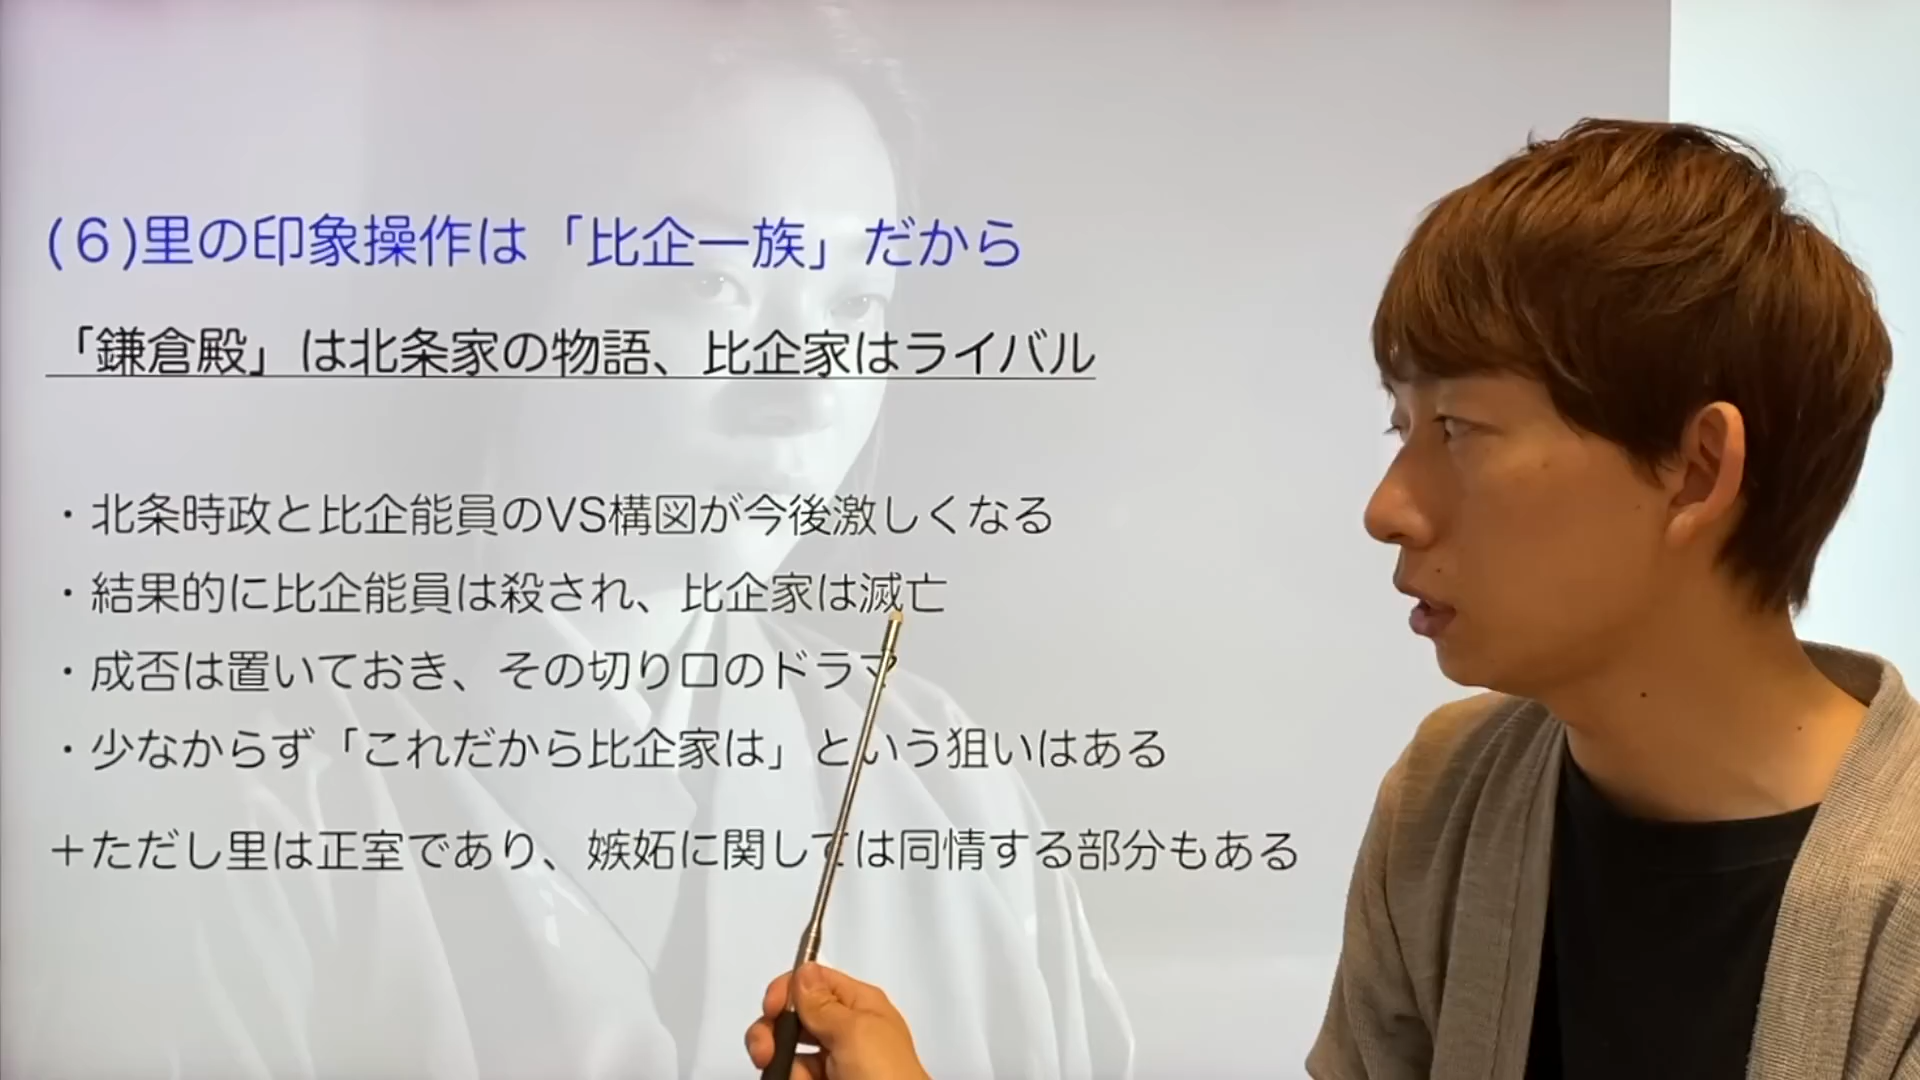 (６)里の印象操作は「比企一族」だから
「鎌倉殿」は北条家の物語、比企家はライバル
・北条時政と比企能員のVS構図が今後激しくなる
・結果的に比企能員は殺され、比企家は滅亡
・成否は置いておき、その切り口のドラマ
・少なからず「これだから比企家は」という狙いはある
＋ただし里は正室であり、嫉妬に関しては同情する部分もある